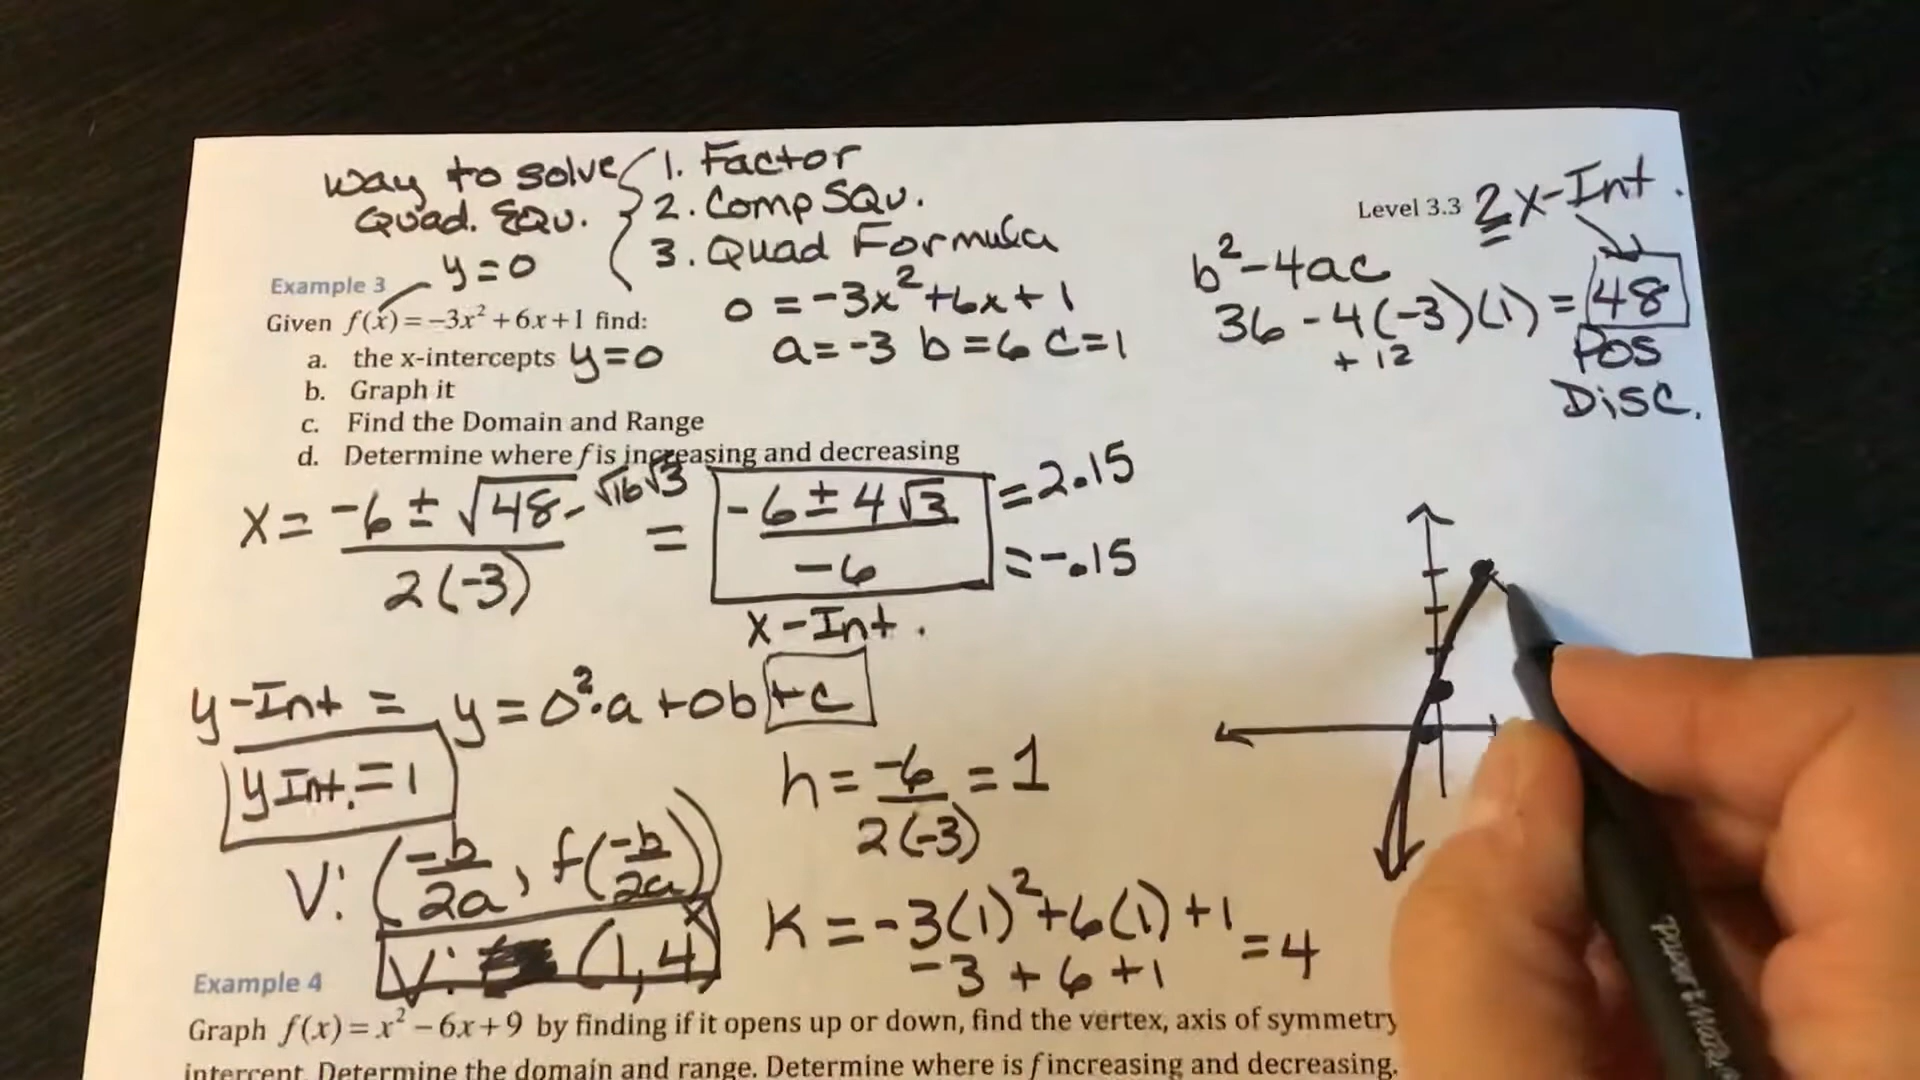 Way to solve 1. Factor
Quad. EQu. 2. Comp SQu.
3. Quad Formula
y=0
Level 3.3 2 x-Int.
b²-4ac
36 -4(-3)(1) = 48
+12
Pos
Disc.
Example 3
0 = -3x²+6x+1
Given f(x)=−3x²+6x+1 find:
a=-3 b=6 c=1
a. the x-intercepts y=0
b. Graph it
c. Find the Domain and Range
d. Determine where f is increasing and decreasing
x = (-6 ± √48)/(2(-3)) √16√3 = (-6 ± 4√3)/(-6) = 2.15
= -.15
x-Int.
y-Int = y = 0²·a +0b +c
y Int. = 1
h = -6/(2(-3)) = 1
V: (-b/2a, f(-b/2a))
K = -3(1)²+6(1)+1 = 4
-3 + 6 +1
V: (1,4)
Example 4
Graph f(x)=x²−6x+9 by finding if it opens up or down, find the vertex, axis of symmetry
intercept. Determine the domain and range. Determine where is f increasing and decreasing.
Paper Mate